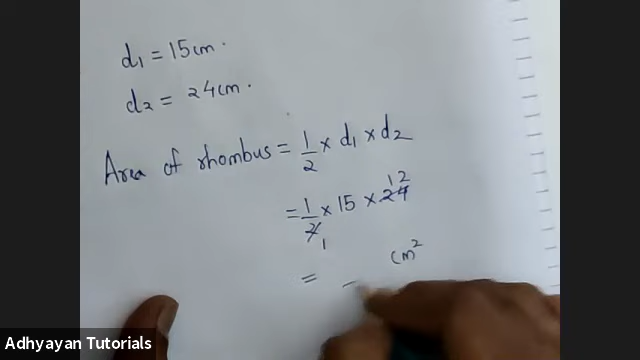 d1 = 15cm.
d2 = 24cm.
Area of rhombus = 1/2 × d1 × d2
= 1/2 × 15 × 24
1 12
= cm²
Adhyayan Tutorials